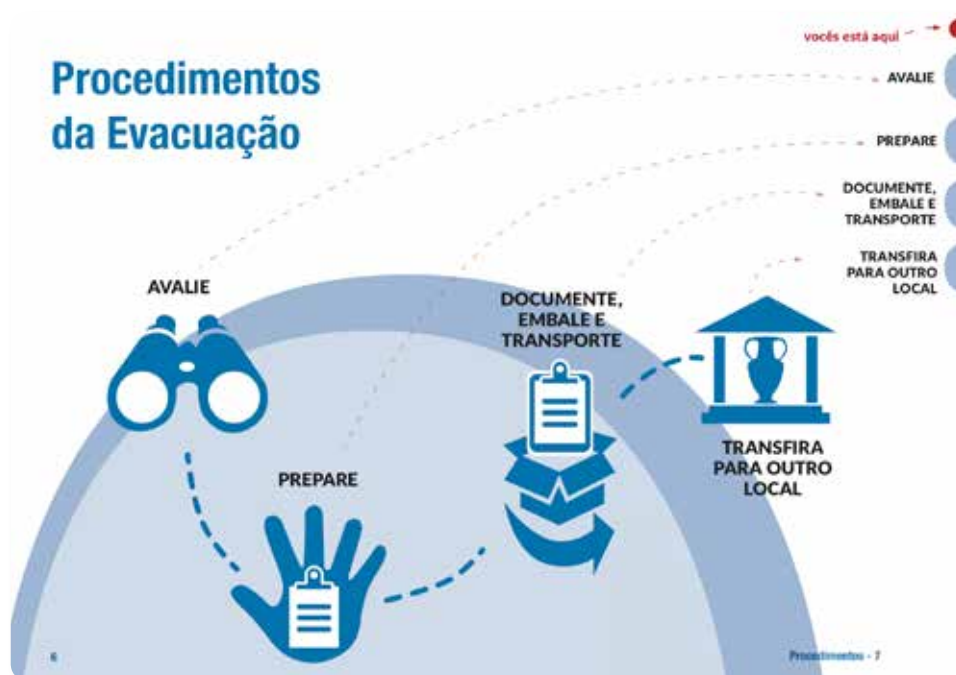 vocês está aqui
Procedimentos
da Evacuação
AVALIE
PREPARE
DOCUMENTE,
EMBALE E
TRANSPORTE
TRANSFIRA
PARA OUTRO
LOCAL
AVALIE
PREPARE
DOCUMENTE,
EMBALE E
TRANSPORTE
TRANSFIRA
PARA OUTRO
LOCAL
6
Procedimentos - 7